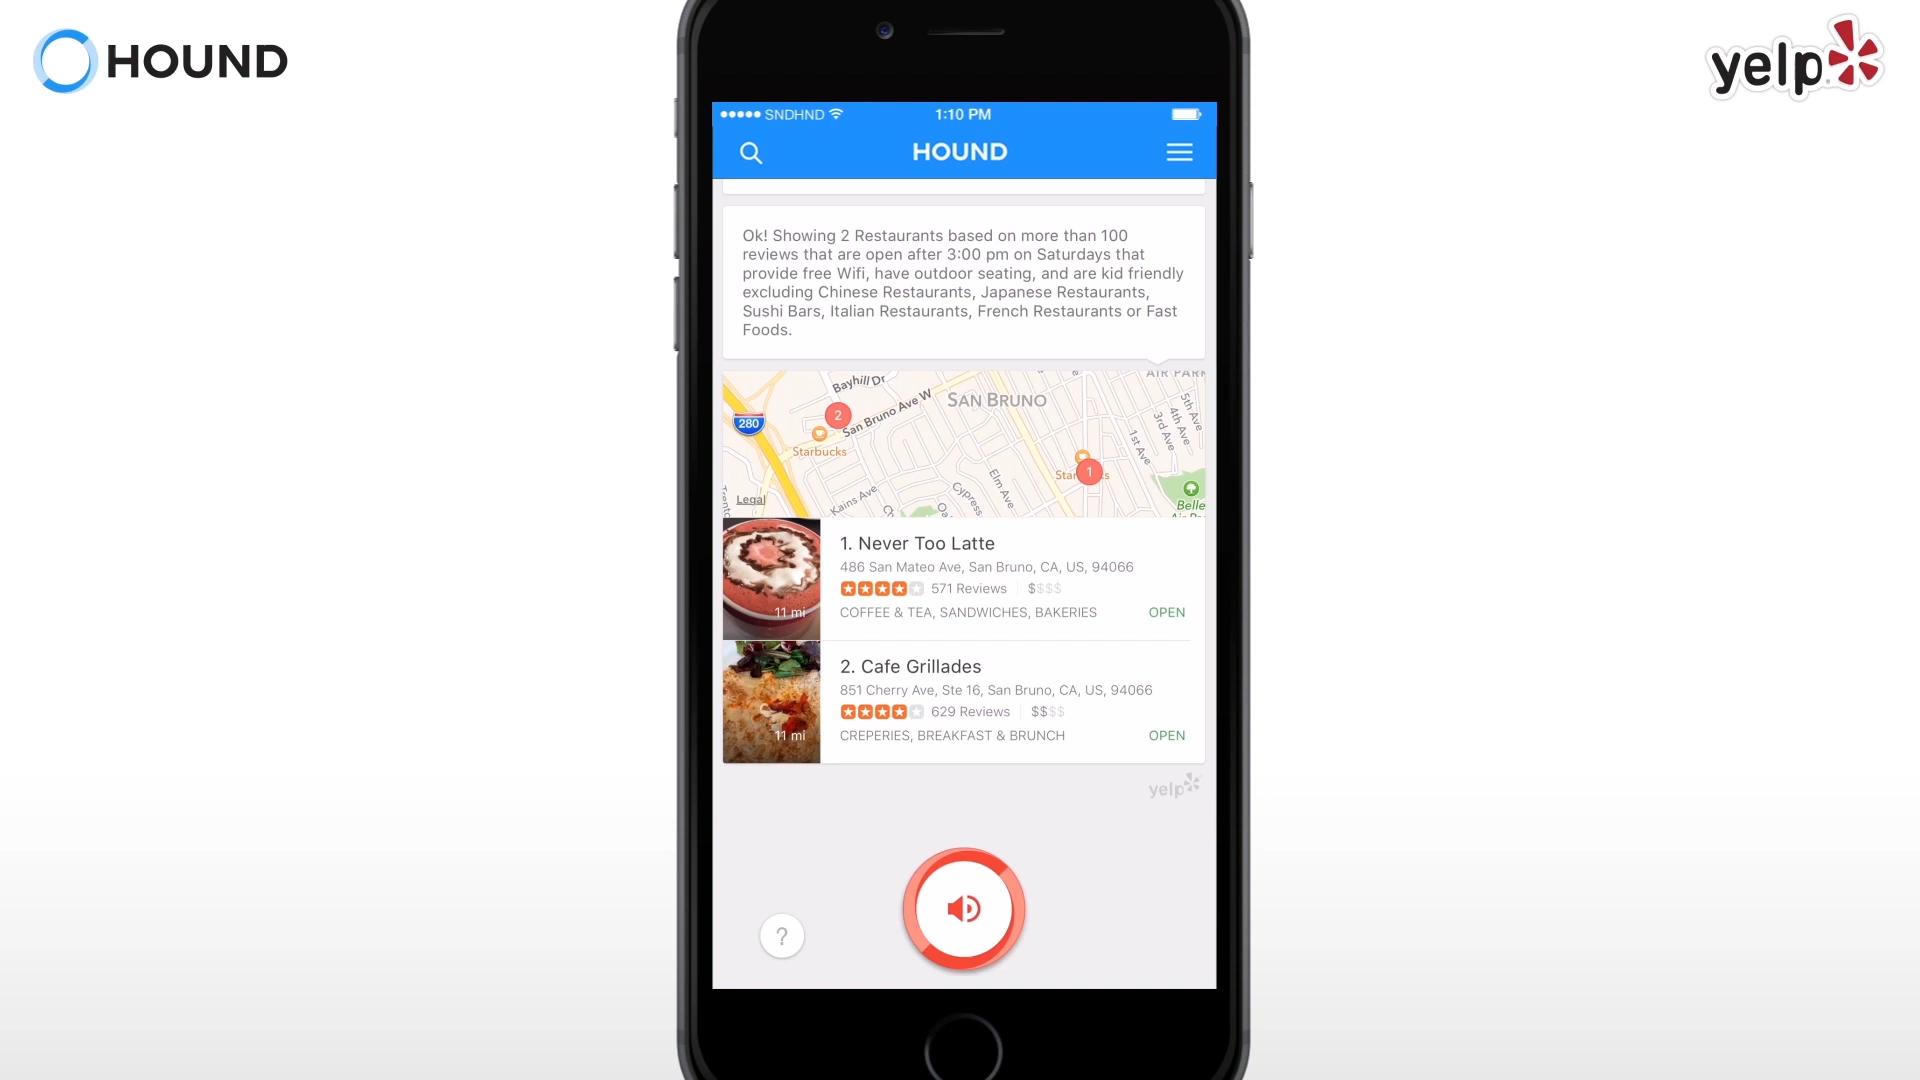 HOUND
yelp
SNDHND
1:10 PM
HOUND
Ok! Showing 2 Restaurants based on more than 100
reviews that are open after 3:00 pm on Saturdays that
provide free Wifi, have outdoor seating, and are kid friendly
excluding Chinese Restaurants, Japanese Restaurants,
Sushi Bars, Italian Restaurants, French Restaurants or Fast
Foods.
AIR PARK
Bayhill Dr
SAN BRUNO
5th Ave
4th Ave
3rd Ave
1st Ave
San Bruno Ave W
2
280
Starbucks
1
Elm Ave
Cypress
Kains Ave
Legal
Belle
11 mi
1. Never Too Latte
486 San Mateo Ave, San Bruno, CA, US, 94066
571 Reviews $$$$
COFFEE & TEA, SANDWICHES, BAKERIES OPEN
11 mi
2. Cafe Grillades
851 Cherry Ave, Ste 16, San Bruno, CA, US, 94066
629 Reviews $$$$
CREPERIES, BREAKFAST & BRUNCH OPEN
yelp
?